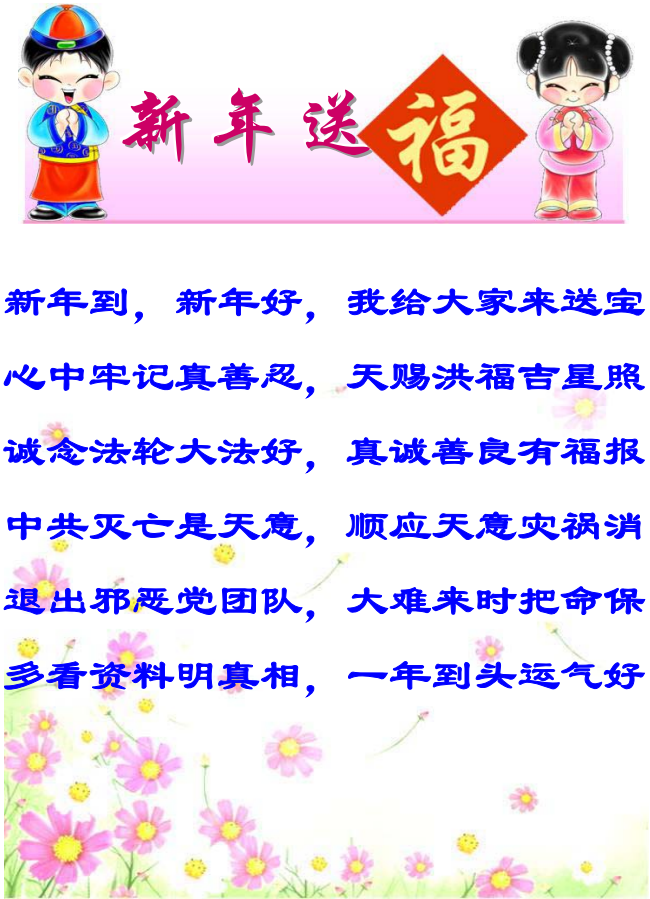 新年送福
新年到，新年好，我给大家来送宝
心中牢记真善忍，天赐洪福吉星照
诚念法轮大法好，真诚善良有福报
中共灭亡是天意，顺应天意灾祸消
退出邪恶党团队，大难来时把命保
多看资料明真相，一年到头运气好